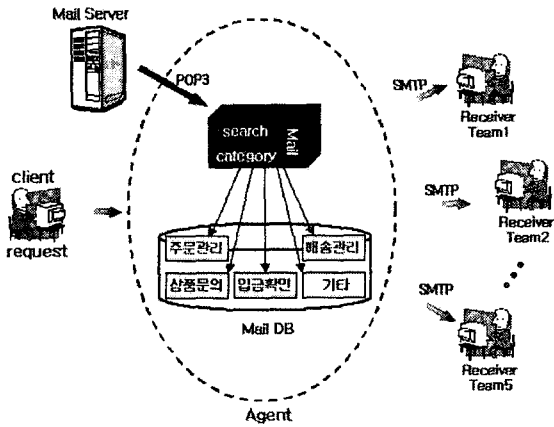 Mail Server
POP3
search
category
Mail
client
request
주문관리
배송관리
상품문의
입금확인
기타
Mail DB
Agent
SMTP
Receiver
Team1
SMTP
Receiver
Team2
SMTP
Receiver
Team5